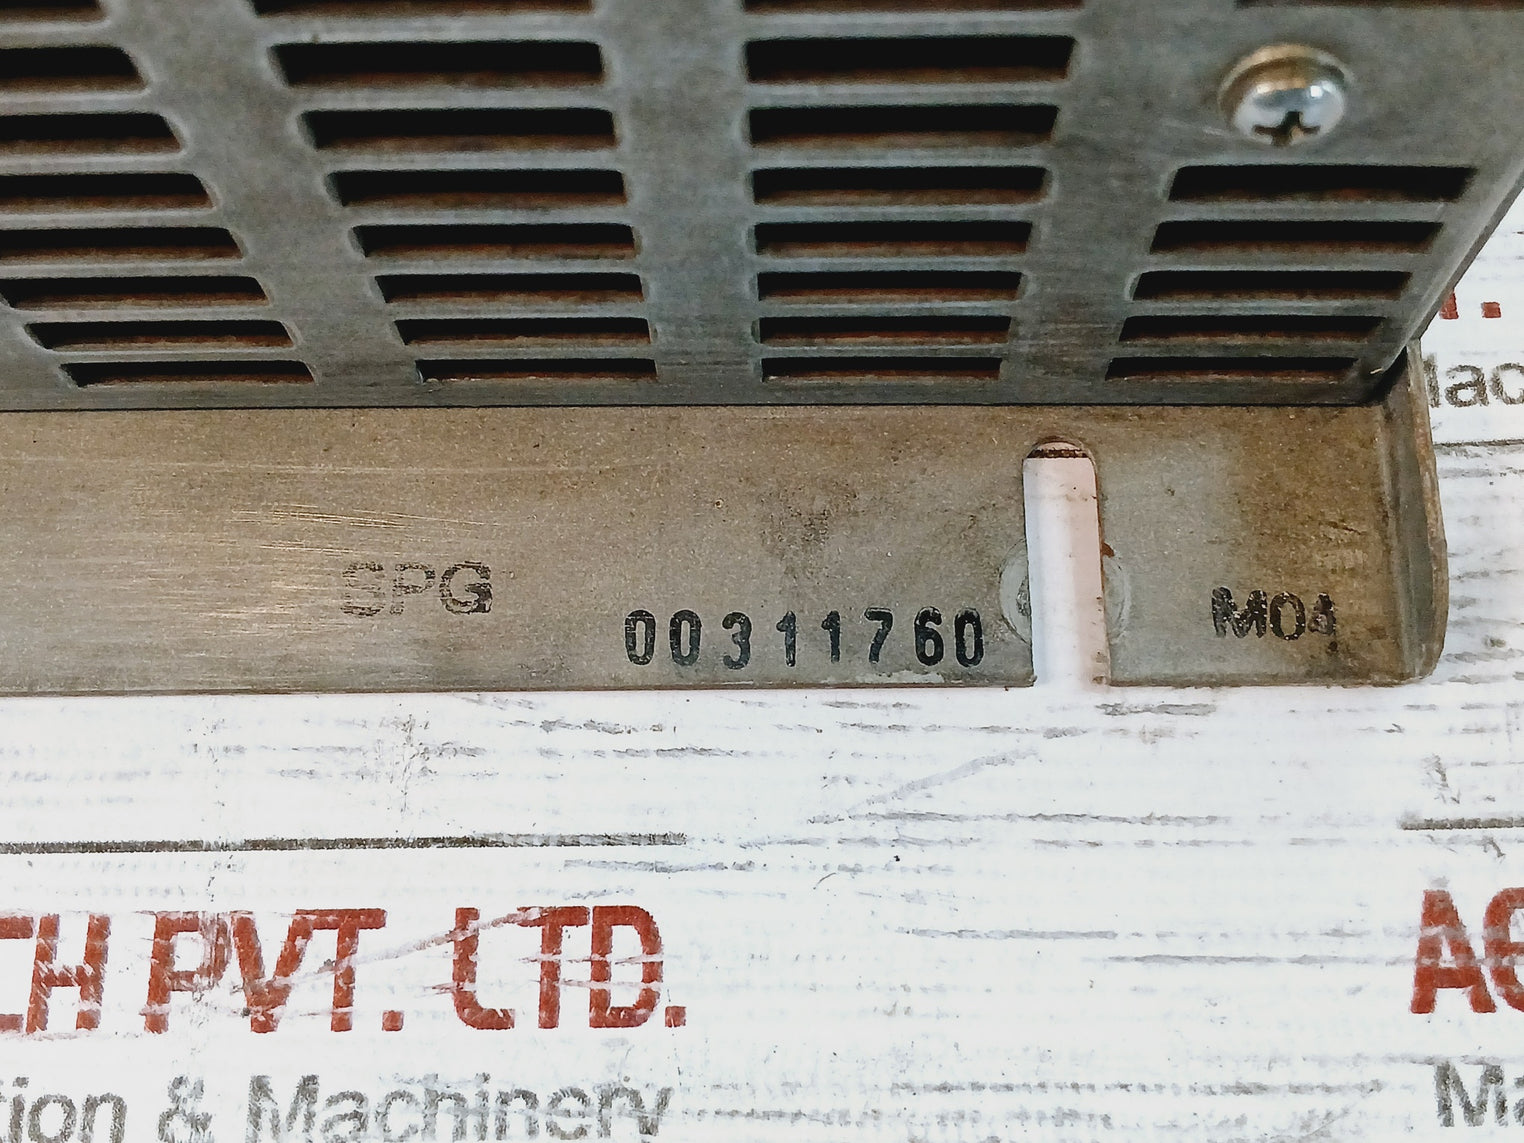 SPG
00311760
M04
CH PVT. LTD.
tion & Machinery